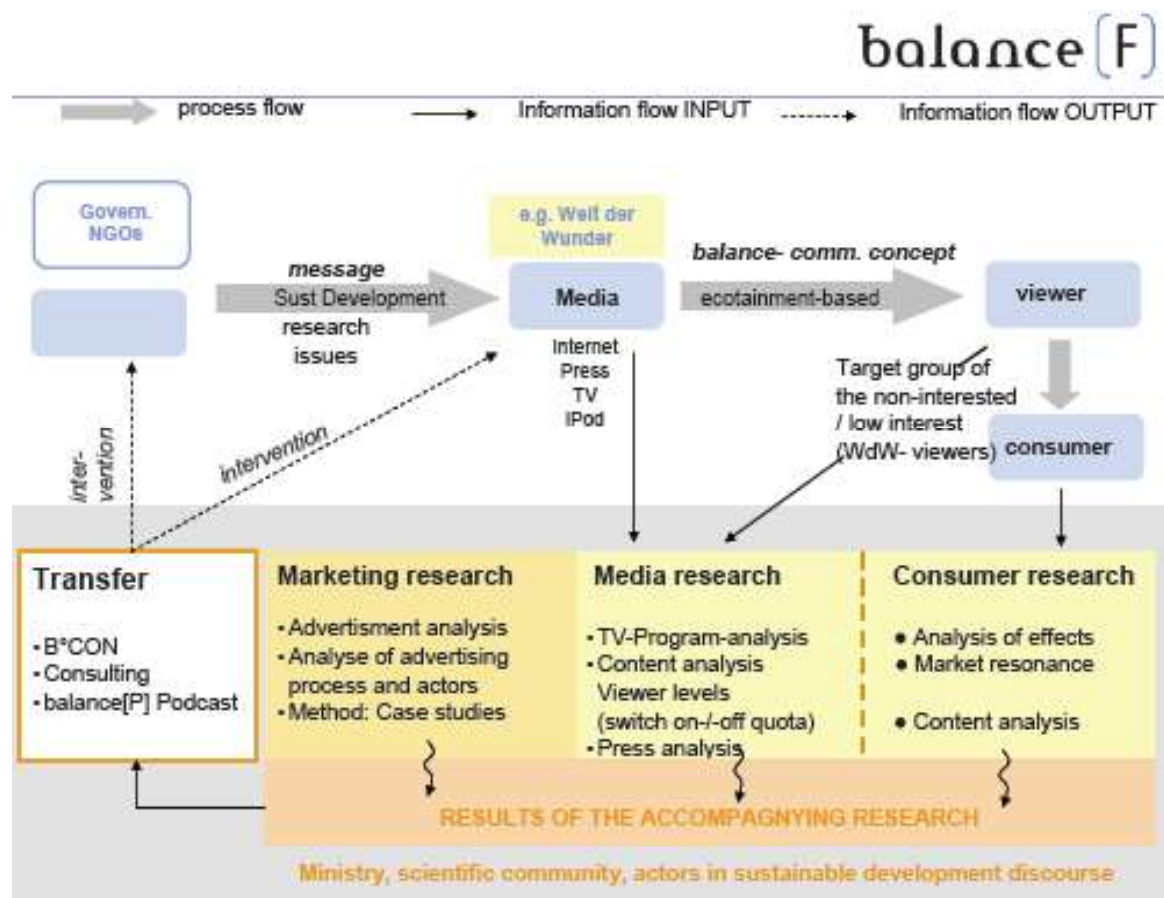 balance [F]
process flow
Information flow INPUT
Information flow OUTPUT
Govern.
NGOs
e.g. Welt der
Wunder
message
Sust Development
research
issues
Media
Internet
Press
TV
IPod
balance- comm. concept
ecotainment-based
viewer
Target group of
the non-interested
/ low interest
(WdW- viewers)
consumer
inter-
vention
intervention
Transfer
▪ B°CON
▪ Consulting
▪ balance[P] Podcast
Marketing research
▪ Advertisment analysis
▪ Analyse of advertising
process and actors
▪ Method: Case studies
Media research
▪ TV-Program-analysis
▪ Content analysis
Viewer levels
(switch on-/-off quota)
▪ Press analysis
Consumer research
● Analysis of effects
● Market resonance
● Content analysis
RESULTS OF THE ACCOMPAGNYING RESEARCH
Ministry, scientific community, actors in sustainable development discourse